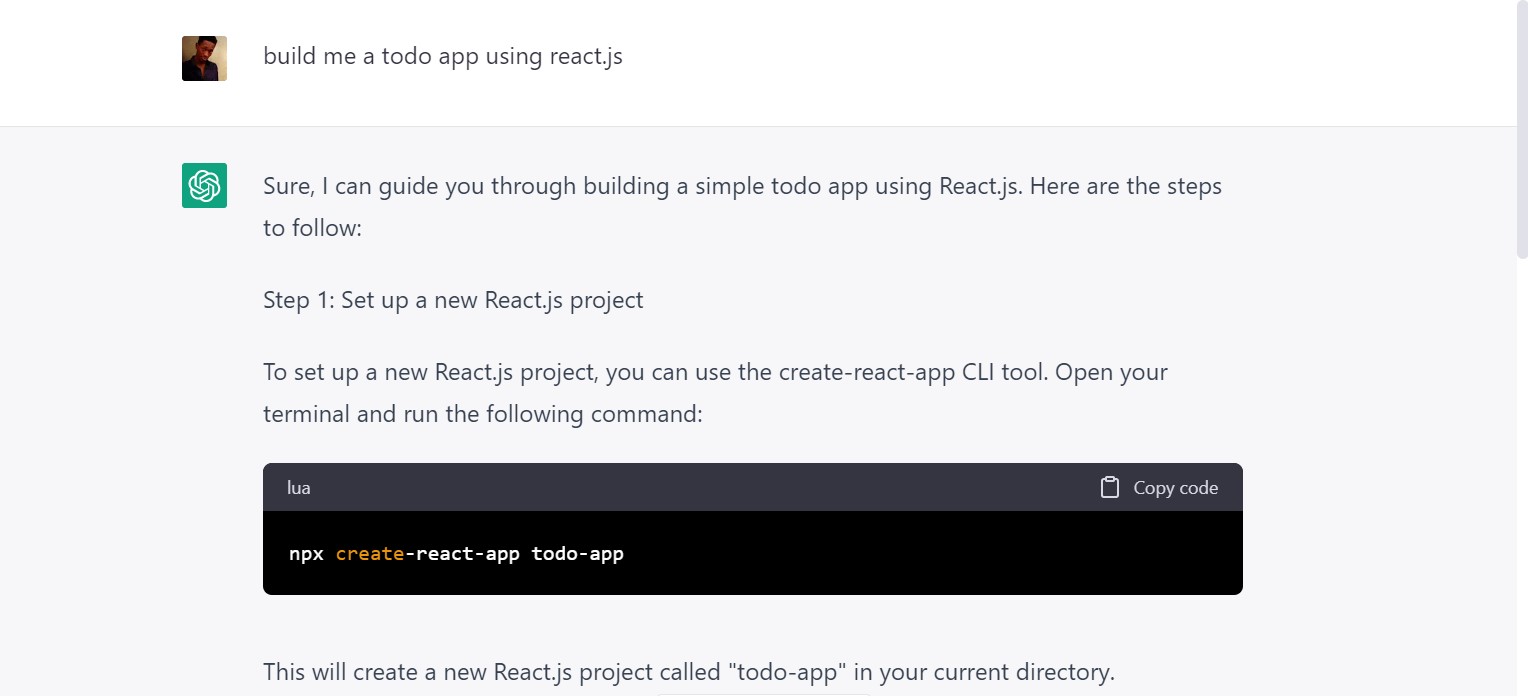 build me a todo app using react.js
Sure, I can guide you through building a simple todo app using React.js. Here are the steps
to follow:
Step 1: Set up a new React.js project
To set up a new React.js project, you can use the create-react-app CLI tool. Open your
terminal and run the following command:
lua Copy code
npx create-react-app todo-app
This will create a new React.js project called "todo-app" in your current directory.